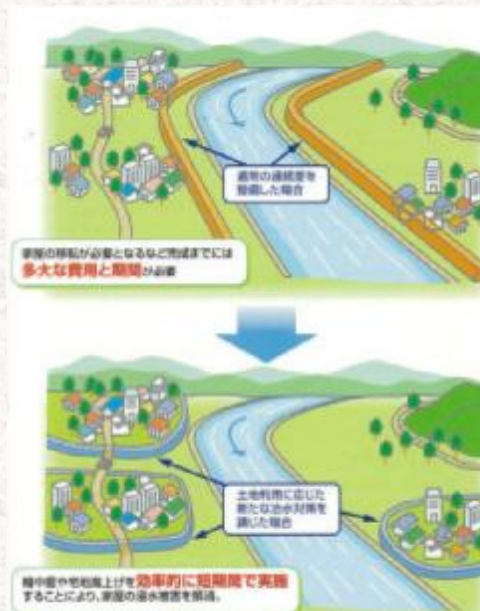 通常の連続堤を
整備した場合
家屋の移転が必要となるなど完成までには
多大な費用と期間が必要
土地利用に応じた
新たな治水対策を
講じた場合
輪中堤や宅地嵩上げを効率的に短期間で実施
することにより、家屋の浸水被害を解消。